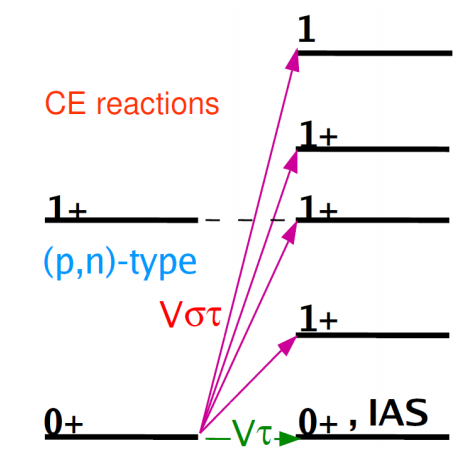 1
CE reactions
1+
1+
1+
(p,n)-type
Vστ
1+
0+
Vτ
0+ , IAS